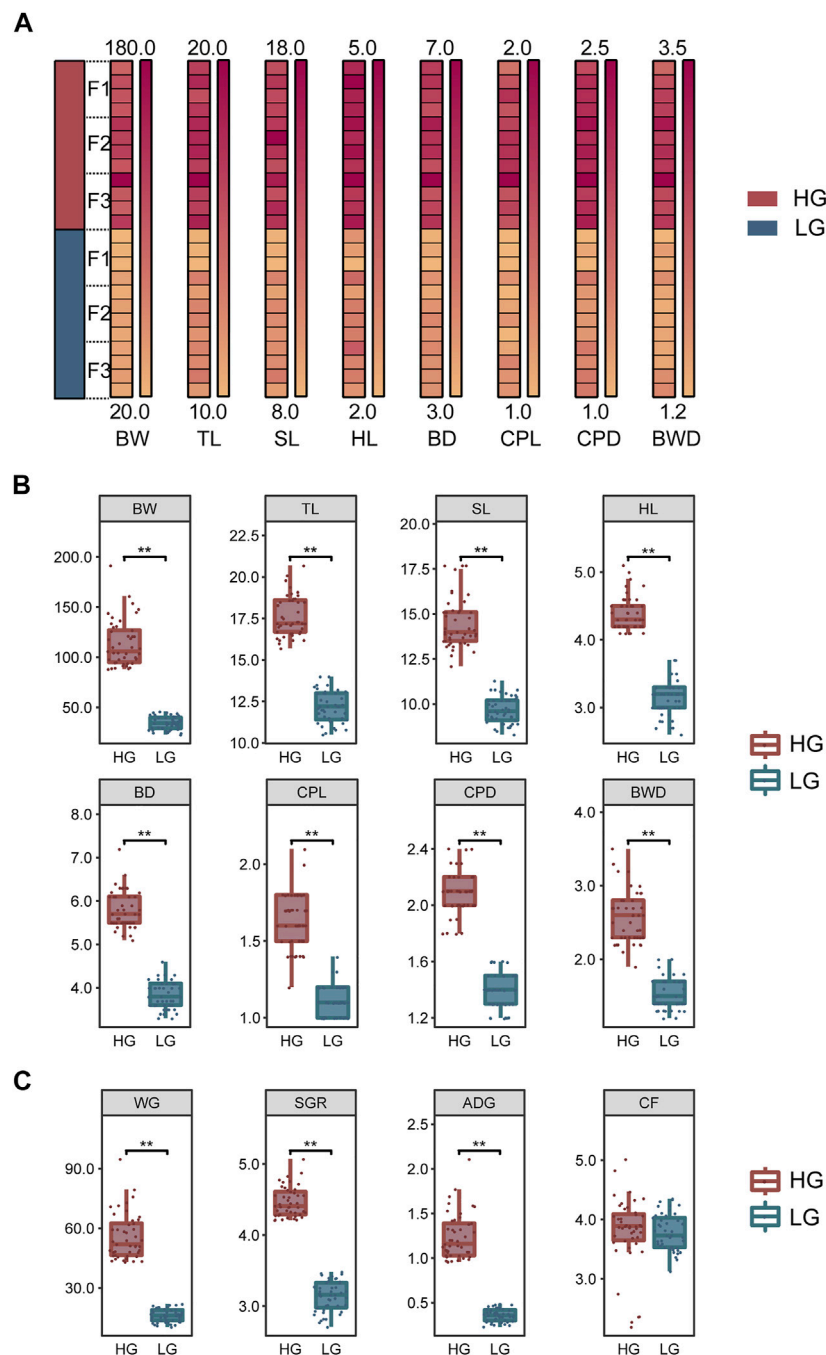 A
180.0 20.0 18.0 5.0 7.0 2.0 2.5 3.5
F1
F2
F3
F1
F2
F3
20.0 10.0 8.0 2.0 3.0 1.0 1.0 1.2
BW TL SL HL BD CPL CPD BWD
HG
LG
B
BW TL SL HL
** ** ** **
200.0
150.0
100.0
50.0
22.5
20.0
17.5
15.0
12.5
10.0
20.0
17.5
15.0
12.5
10.0
5.0
4.0
3.0
HG LG HG LG HG LG HG LG
HG
LG
BD CPL CPD BWD
** ** ** **
8.0
7.0
6.0
5.0
4.0
2.0
1.5
1.0
2.4
2.0
1.6
1.2
4.0
3.0
2.0
HG LG HG LG HG LG HG LG
C
WG SGR ADG CF
** ** **
90.0
60.0
30.0
5.0
4.0
3.0
2.5
2.0
1.5
1.2
1.0
0.5
5.0
4.0
3.0
HG LG HG LG HG LG HG LG
HG
LG